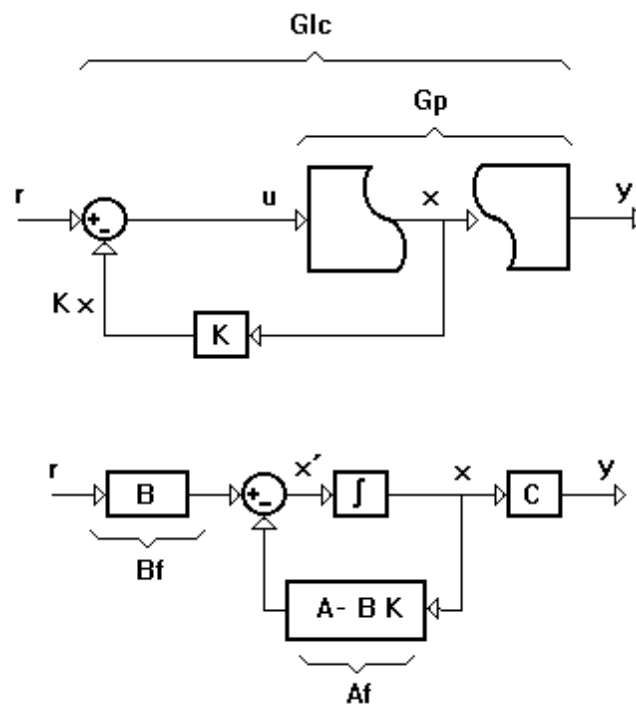 Glc
Gp
r + - u x y
K x
K
r B + - x´ ∫ x C y
Bf
A - B K
Af